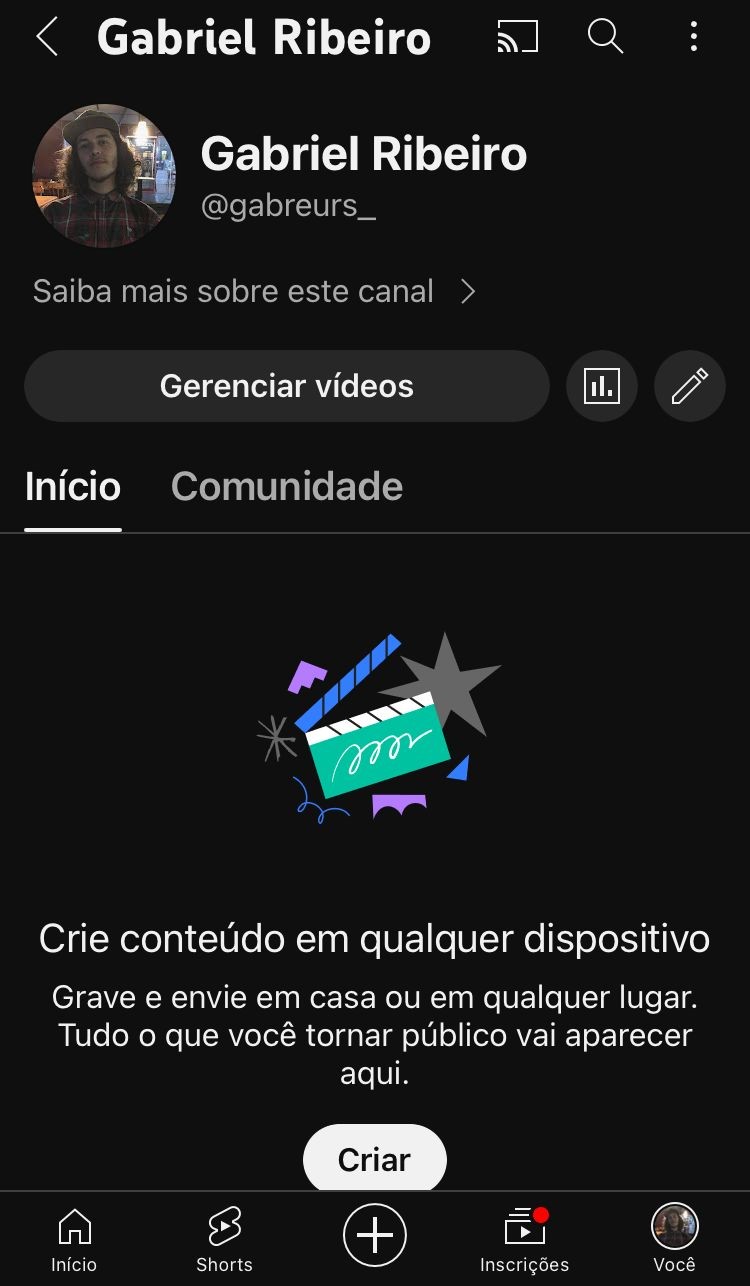 Gabriel Ribeiro
Gabriel Ribeiro
@gabreurs_
Saiba mais sobre este canal
Gerenciar vídeos
Início Comunidade
Crie conteúdo em qualquer dispositivo
Grave e envie em casa ou em qualquer lugar.
Tudo o que você tornar público vai aparecer
aqui.
Criar
Início Shorts Inscrições Você